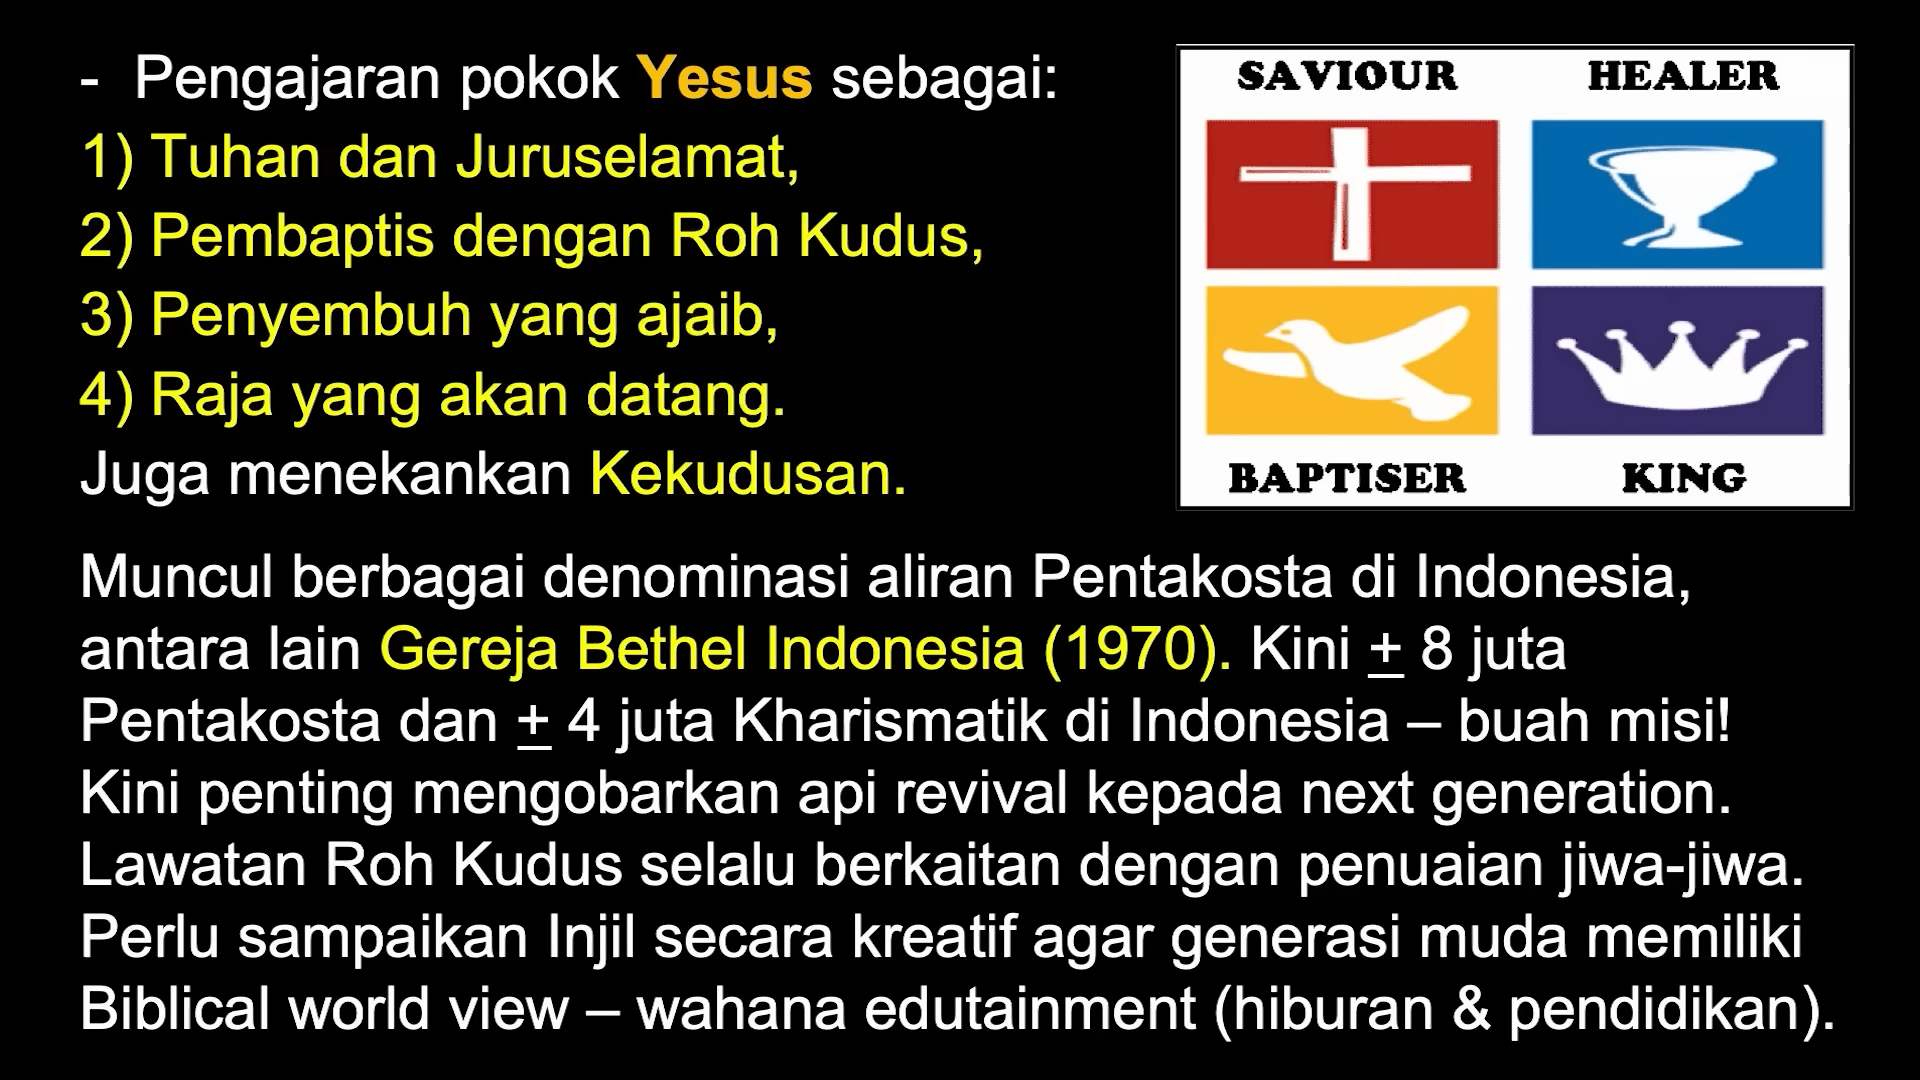 - Pengajaran pokok Yesus sebagai:
1) Tuhan dan Juruselamat,
2) Pembaptis dengan Roh Kudus,
3) Penyembuh yang ajaib,
4) Raja yang akan datang.
Juga menekankan Kekudusan.
SAVIOUR HEALER
BAPTISER KING
Muncul berbagai denominasi aliran Pentakosta di Indonesia,
antara lain Gereja Bethel Indonesia (1970). Kini + 8 juta
Pentakosta dan + 4 juta Kharismatik di Indonesia – buah misi!
Kini penting mengobarkan api revival kepada next generation.
Lawatan Roh Kudus selalu berkaitan dengan penuaian jiwa-jiwa.
Perlu sampaikan Injil secara kreatif agar generasi muda memiliki
Biblical world view – wahana edutainment (hiburan & pendidikan).